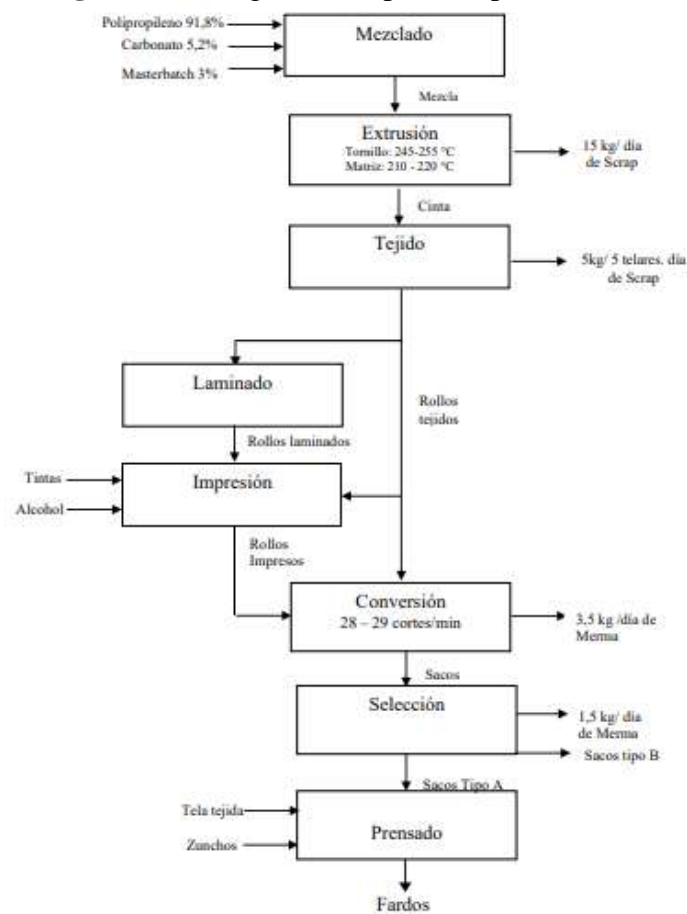 Polipropileno 91,8%
Carbonato 5,2%
Masterbatch 3%
Mezclado
Mezcla
Extrusión
Tornillo: 245-255 °C
Matriz: 210 - 220 °C
15 kg/ día
de Scrap
Cinta
Tejido
5kg/ 5 telares. día
de Scrap
Laminado
Rollos
tejidos
Rollos laminados
Tintas
Alcohol
Impresión
Rollos
Impresos
Conversión
28 – 29 cortes/min
3,5 kg /día de
Merma
Sacos
Selección
1,5 kg/ día
de Merma
Sacos tipo B
Sacos Tipo A
Tela tejida
Zunchos
Prensado
Fardos